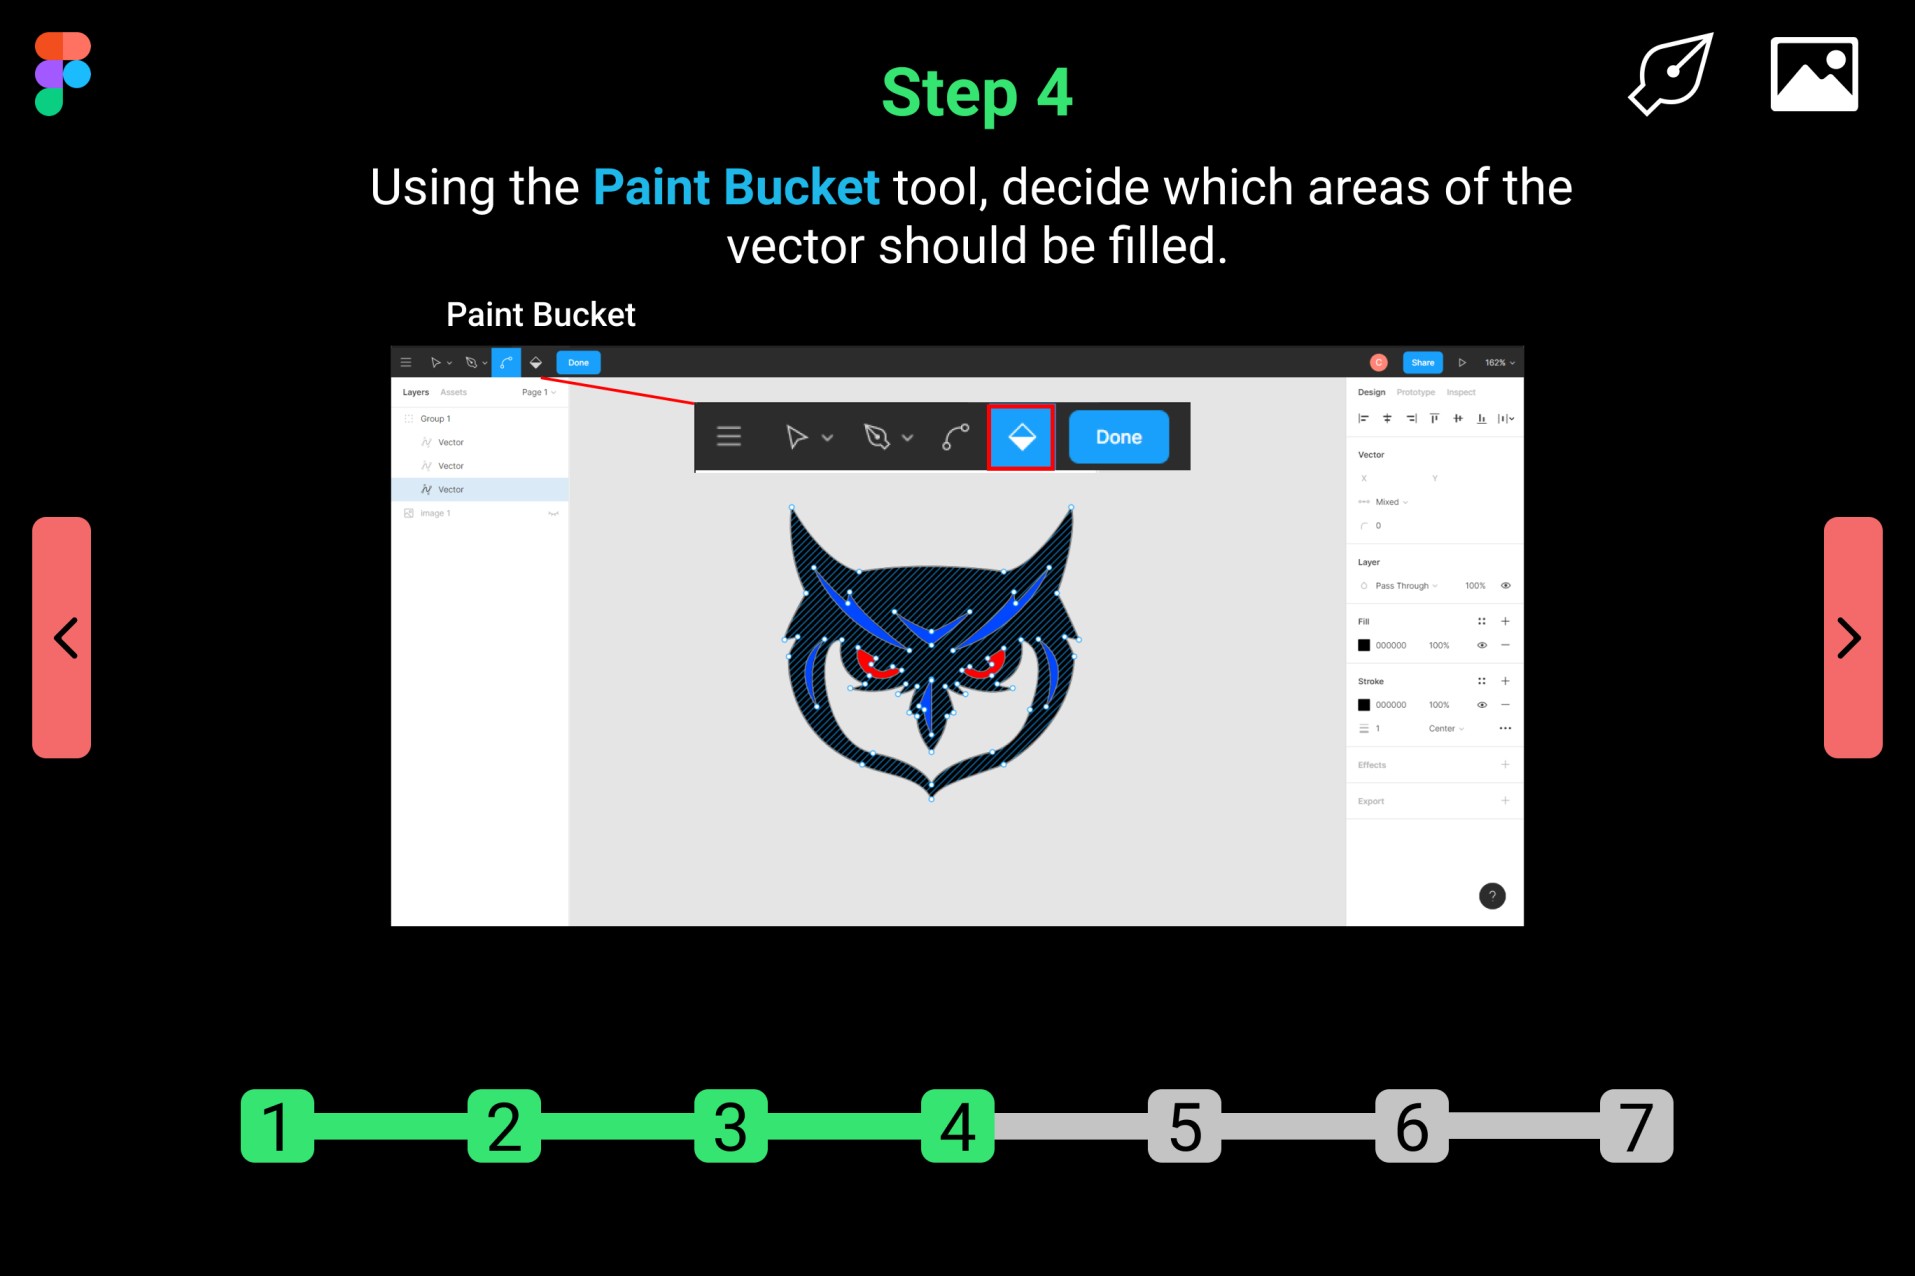 Step 4
Using the Paint Bucket tool, decide which areas of the
vector should be filled.
Paint Bucket
Done
C
Share
162%
Layers Assets Page 1
Group 1
Vector
Vector
Vector
Image 1
Done
Design Prototype Inspect
Vector
X Y
Mixed
0
Layer
Pass Through 100%
Fill
000000 100%
Stroke
000000 100%
1 Center
Effects
Export
?
1 2 3 4 5 6 7